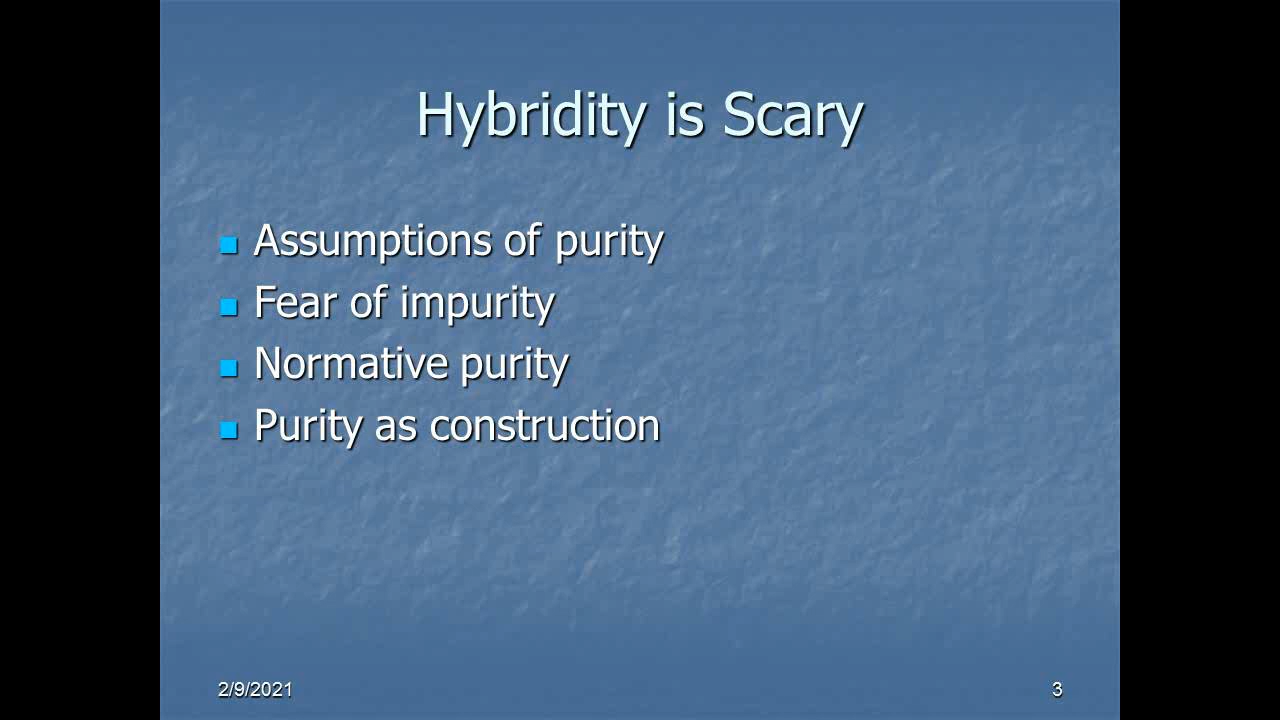 Hybridity is Scary
Assumptions of purity
Fear of impurity
Normative purity
Purity as construction
2/9/2021
3